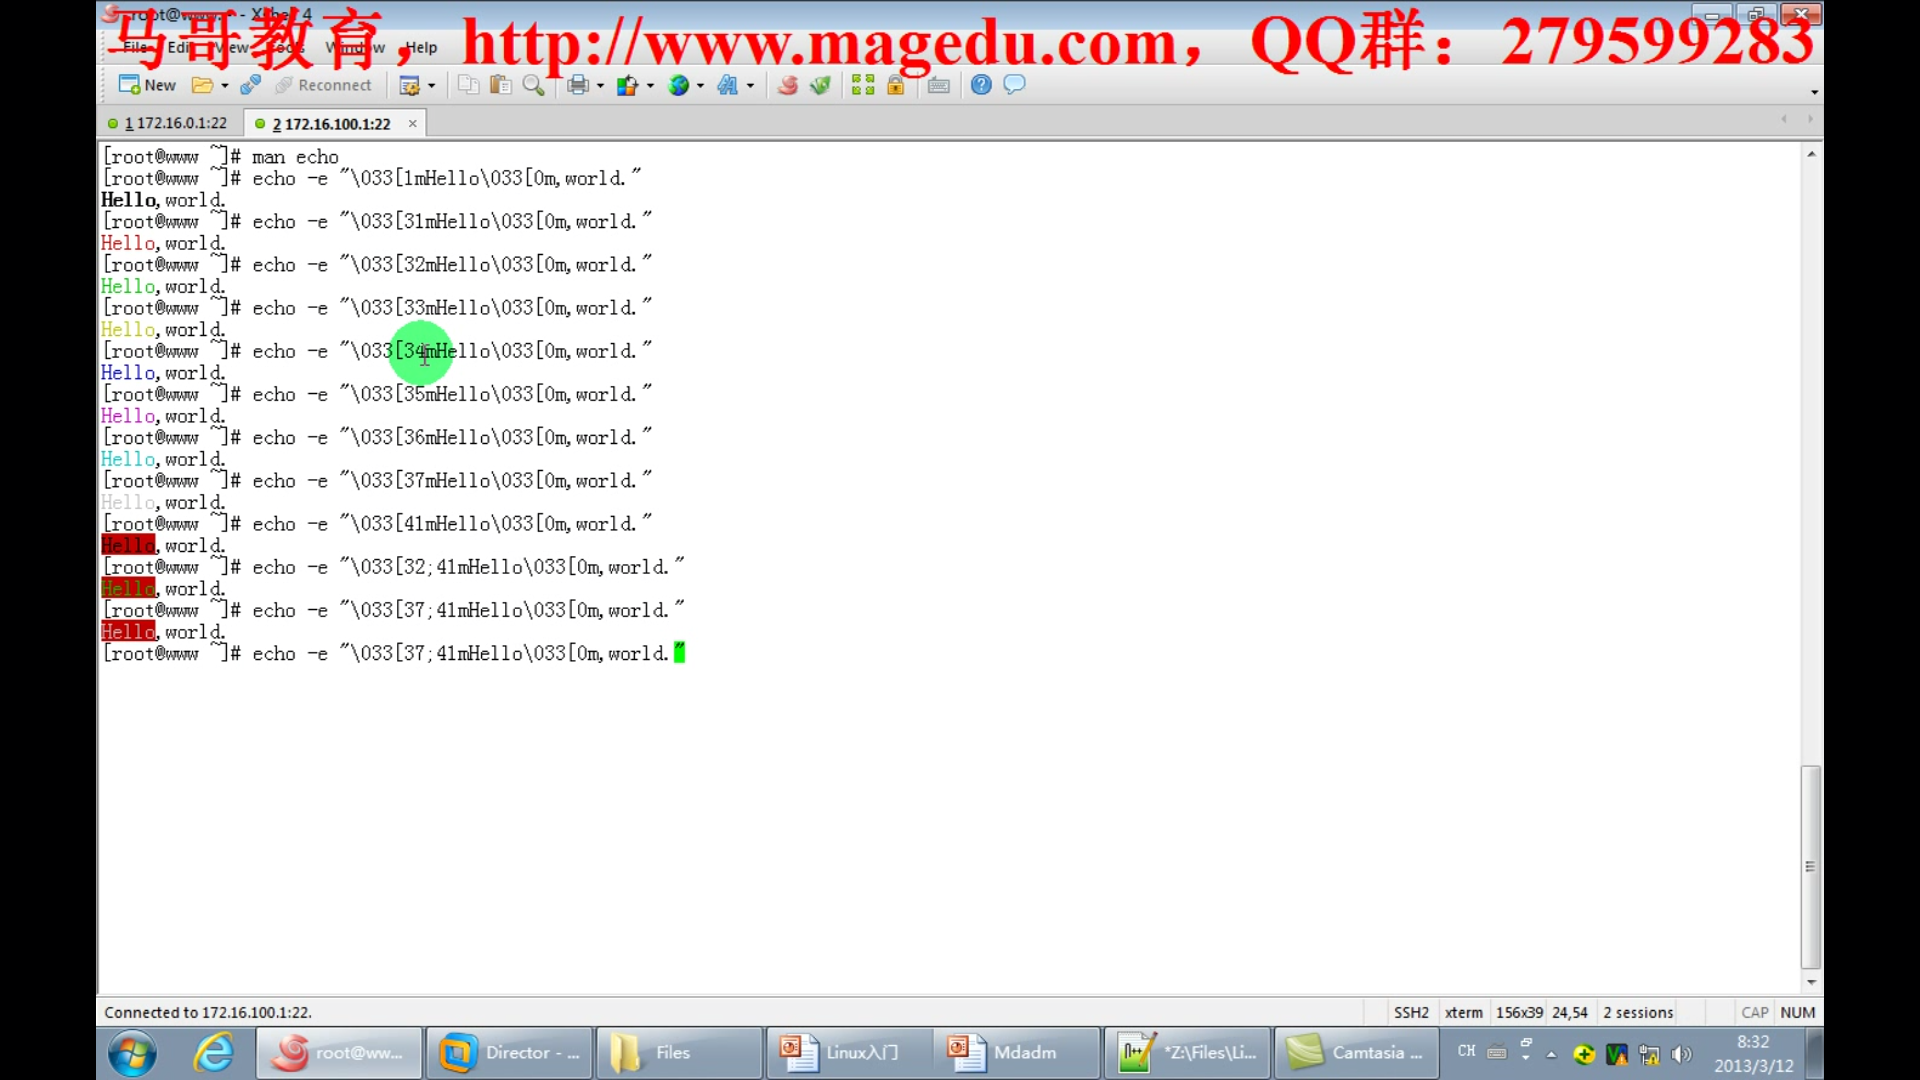 root@www:~ - Xshell 4
马哥教育，http://www.magedu.com，QQ群：279599283
File Edit View Tools Window Help
New Reconnect
1 172.16.0.1:22 2 172.16.100.1:22
[root@www ~]# man echo
[root@www ~]# echo -e "\033[1mHello\033[0m,world."
Hello,world.
[root@www ~]# echo -e "\033[31mHello\033[0m,world."
Hello,world.
[root@www ~]# echo -e "\033[32mHello\033[0m,world."
Hello,world.
[root@www ~]# echo -e "\033[33mHello\033[0m,world."
Hello,world.
[root@www ~]# echo -e "\033[34mHello\033[0m,world."
Hello,world.
[root@www ~]# echo -e "\033[35mHello\033[0m,world."
Hello,world.
[root@www ~]# echo -e "\033[36mHello\033[0m,world."
Hello,world.
[root@www ~]# echo -e "\033[37mHello\033[0m,world."
Hello,world.
[root@www ~]# echo -e "\033[41mHello\033[0m,world."
Hello,world.
[root@www ~]# echo -e "\033[32;41mHello\033[0m,world."
Hello,world.
[root@www ~]# echo -e "\033[37;41mHello\033[0m,world."
Hello,world.
[root@www ~]# echo -e "\033[37;41mHello\033[0m,world."
Connected to 172.16.100.1:22. SSH2 xterm 156x39 24,54 2 sessions CAP NUM
root@ww... Director - ... Files Linux入门 Mdadm *Z:\Files\Li... Camtasia ... CH 8:32
2013/3/12